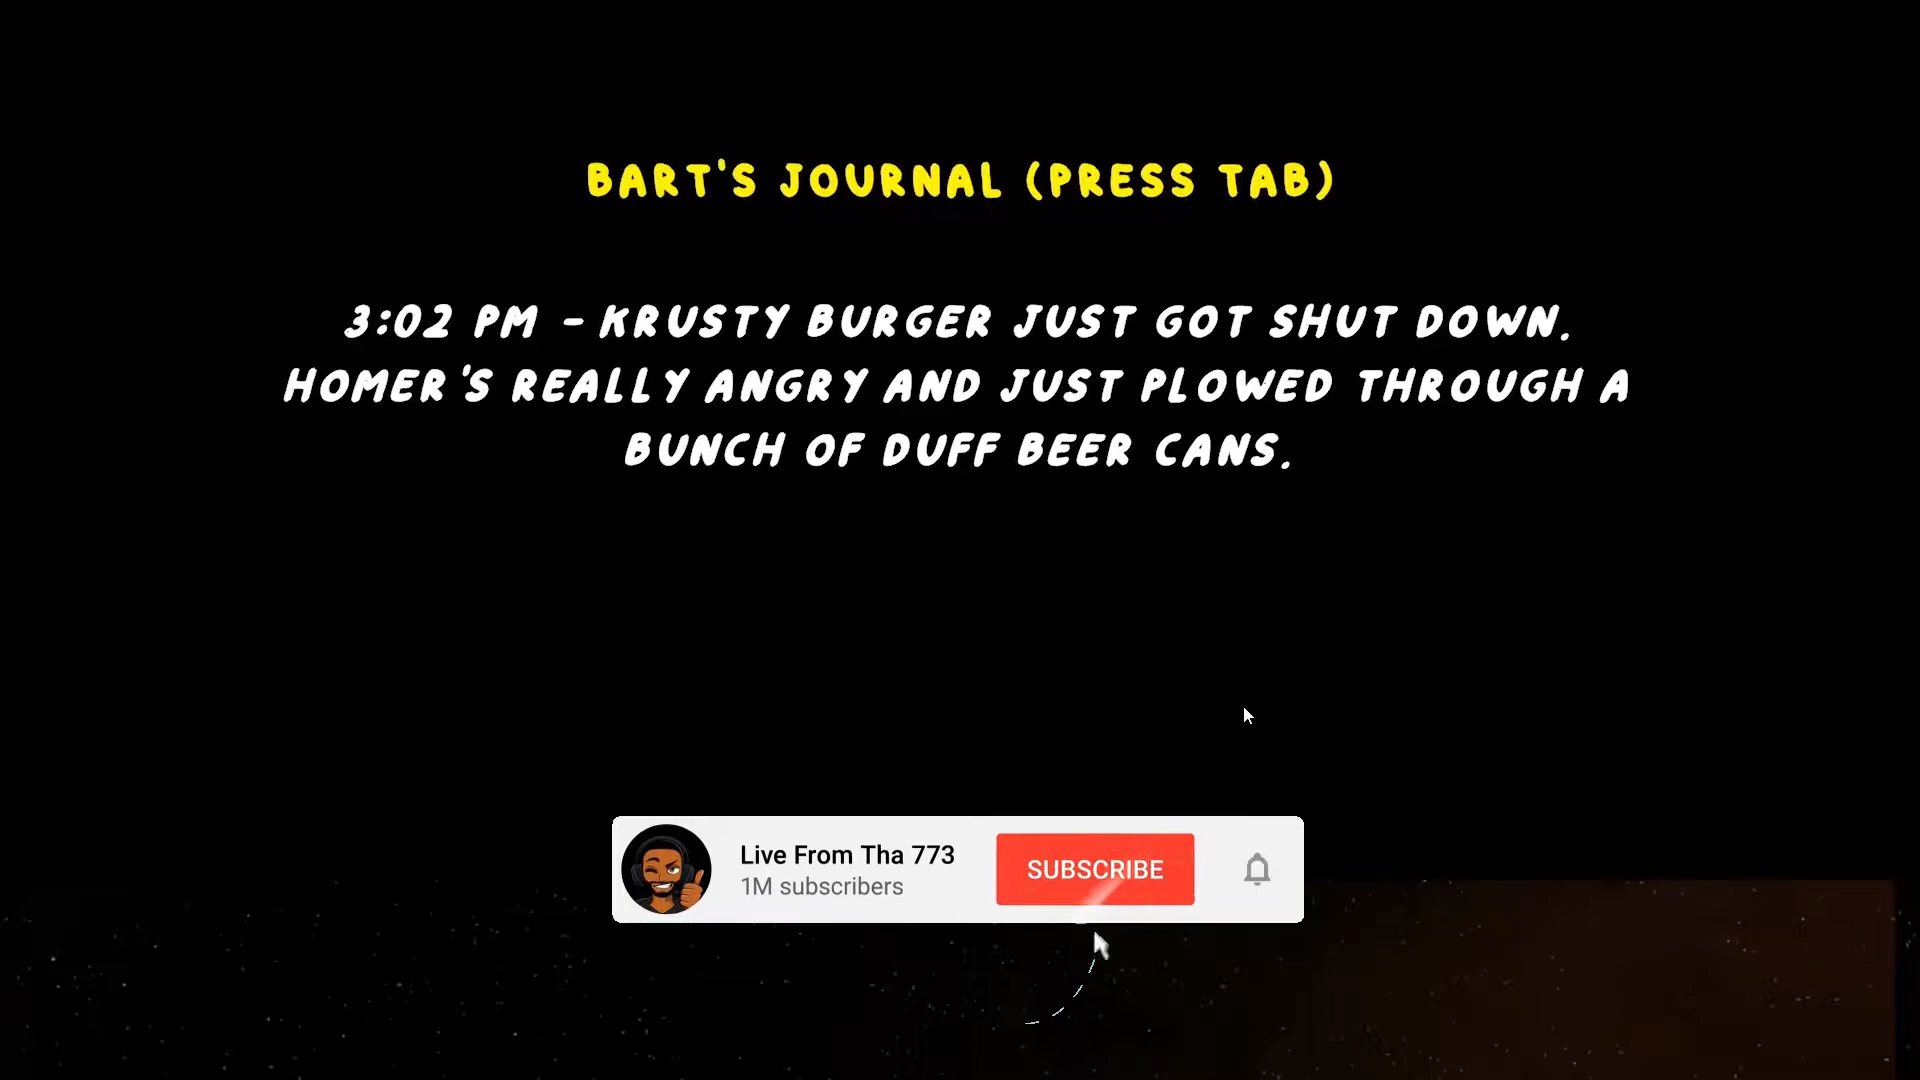 BART'S JOURNAL (PRESS TAB)
3:02 PM - KRUSTY BURGER JUST GOT SHUT DOWN.
HOMER'S REALLY ANGRY AND JUST PLOWED THROUGH A
BUNCH OF DUFF BEER CANS.
Live From Tha 773
1M subscribers
SUBSCRIBE